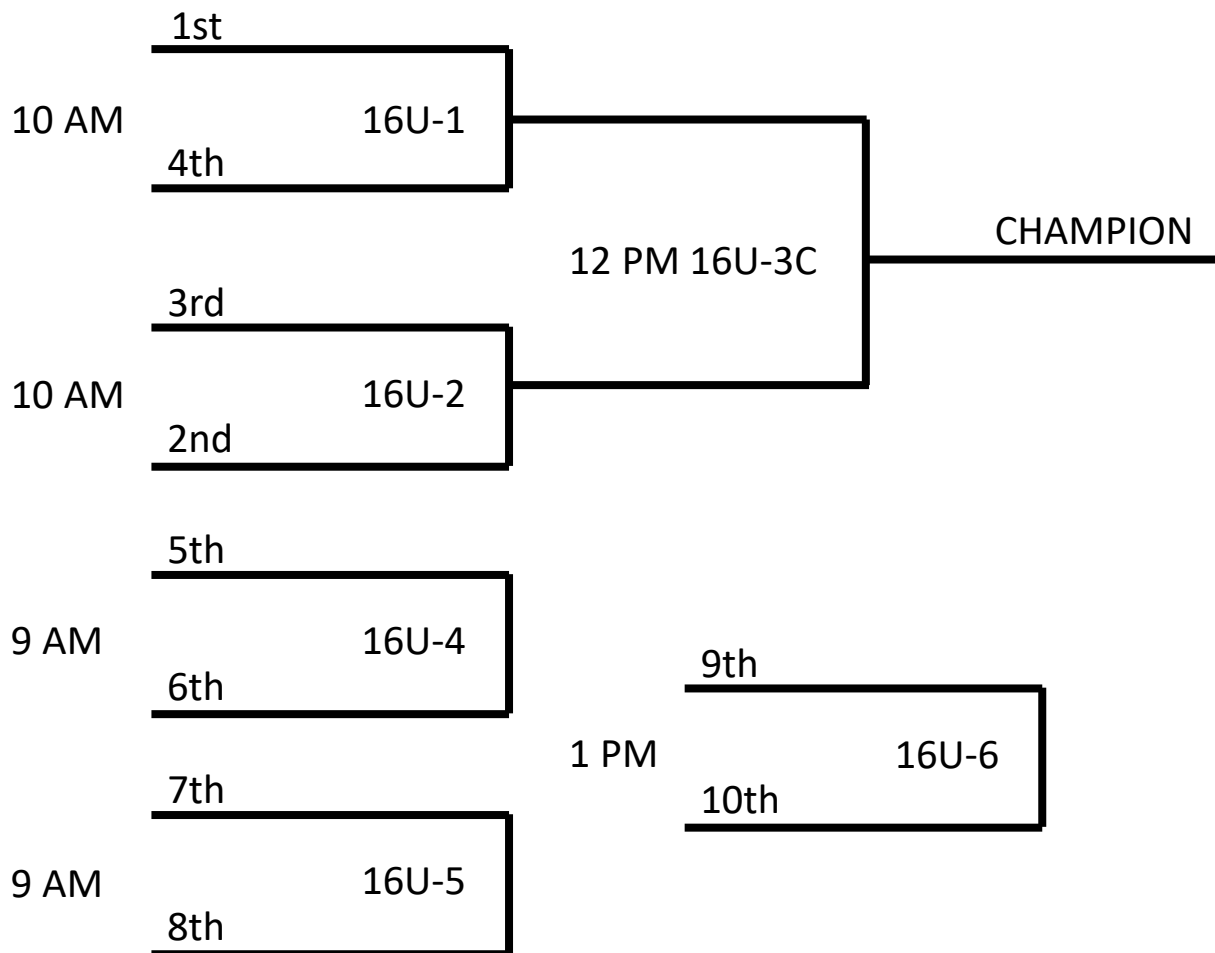 1st
10 AM 16U-1
4th
12 PM 16U-3C
CHAMPION
3rd
10 AM 16U-2
2nd
5th
9 AM 16U-4
6th
9th
1 PM 16U-6
10th
7th
9 AM 16U-5
8th